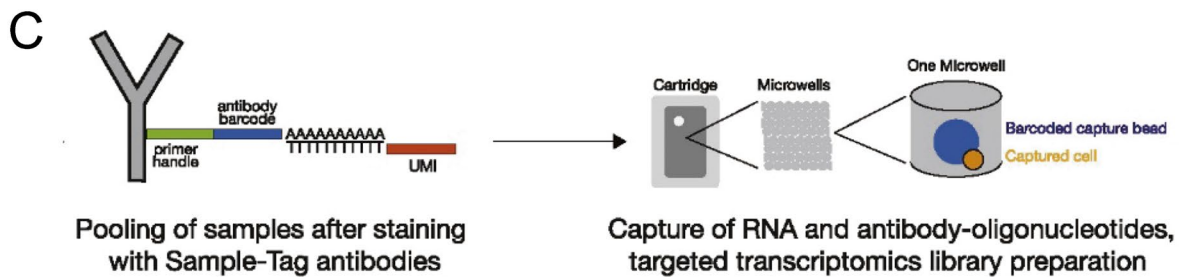 C
antibody
barcode
AAAAAAAAAA
TTTTTTTTTT
primer
handle
UMI
Cartridge
Microwells
One Microwell
Barcoded capture bead
Captured cell
Pooling of samples after staining
with Sample-Tag antibodies
Capture of RNA and antibody-oligonucleotides,
targeted transcriptomics library preparation